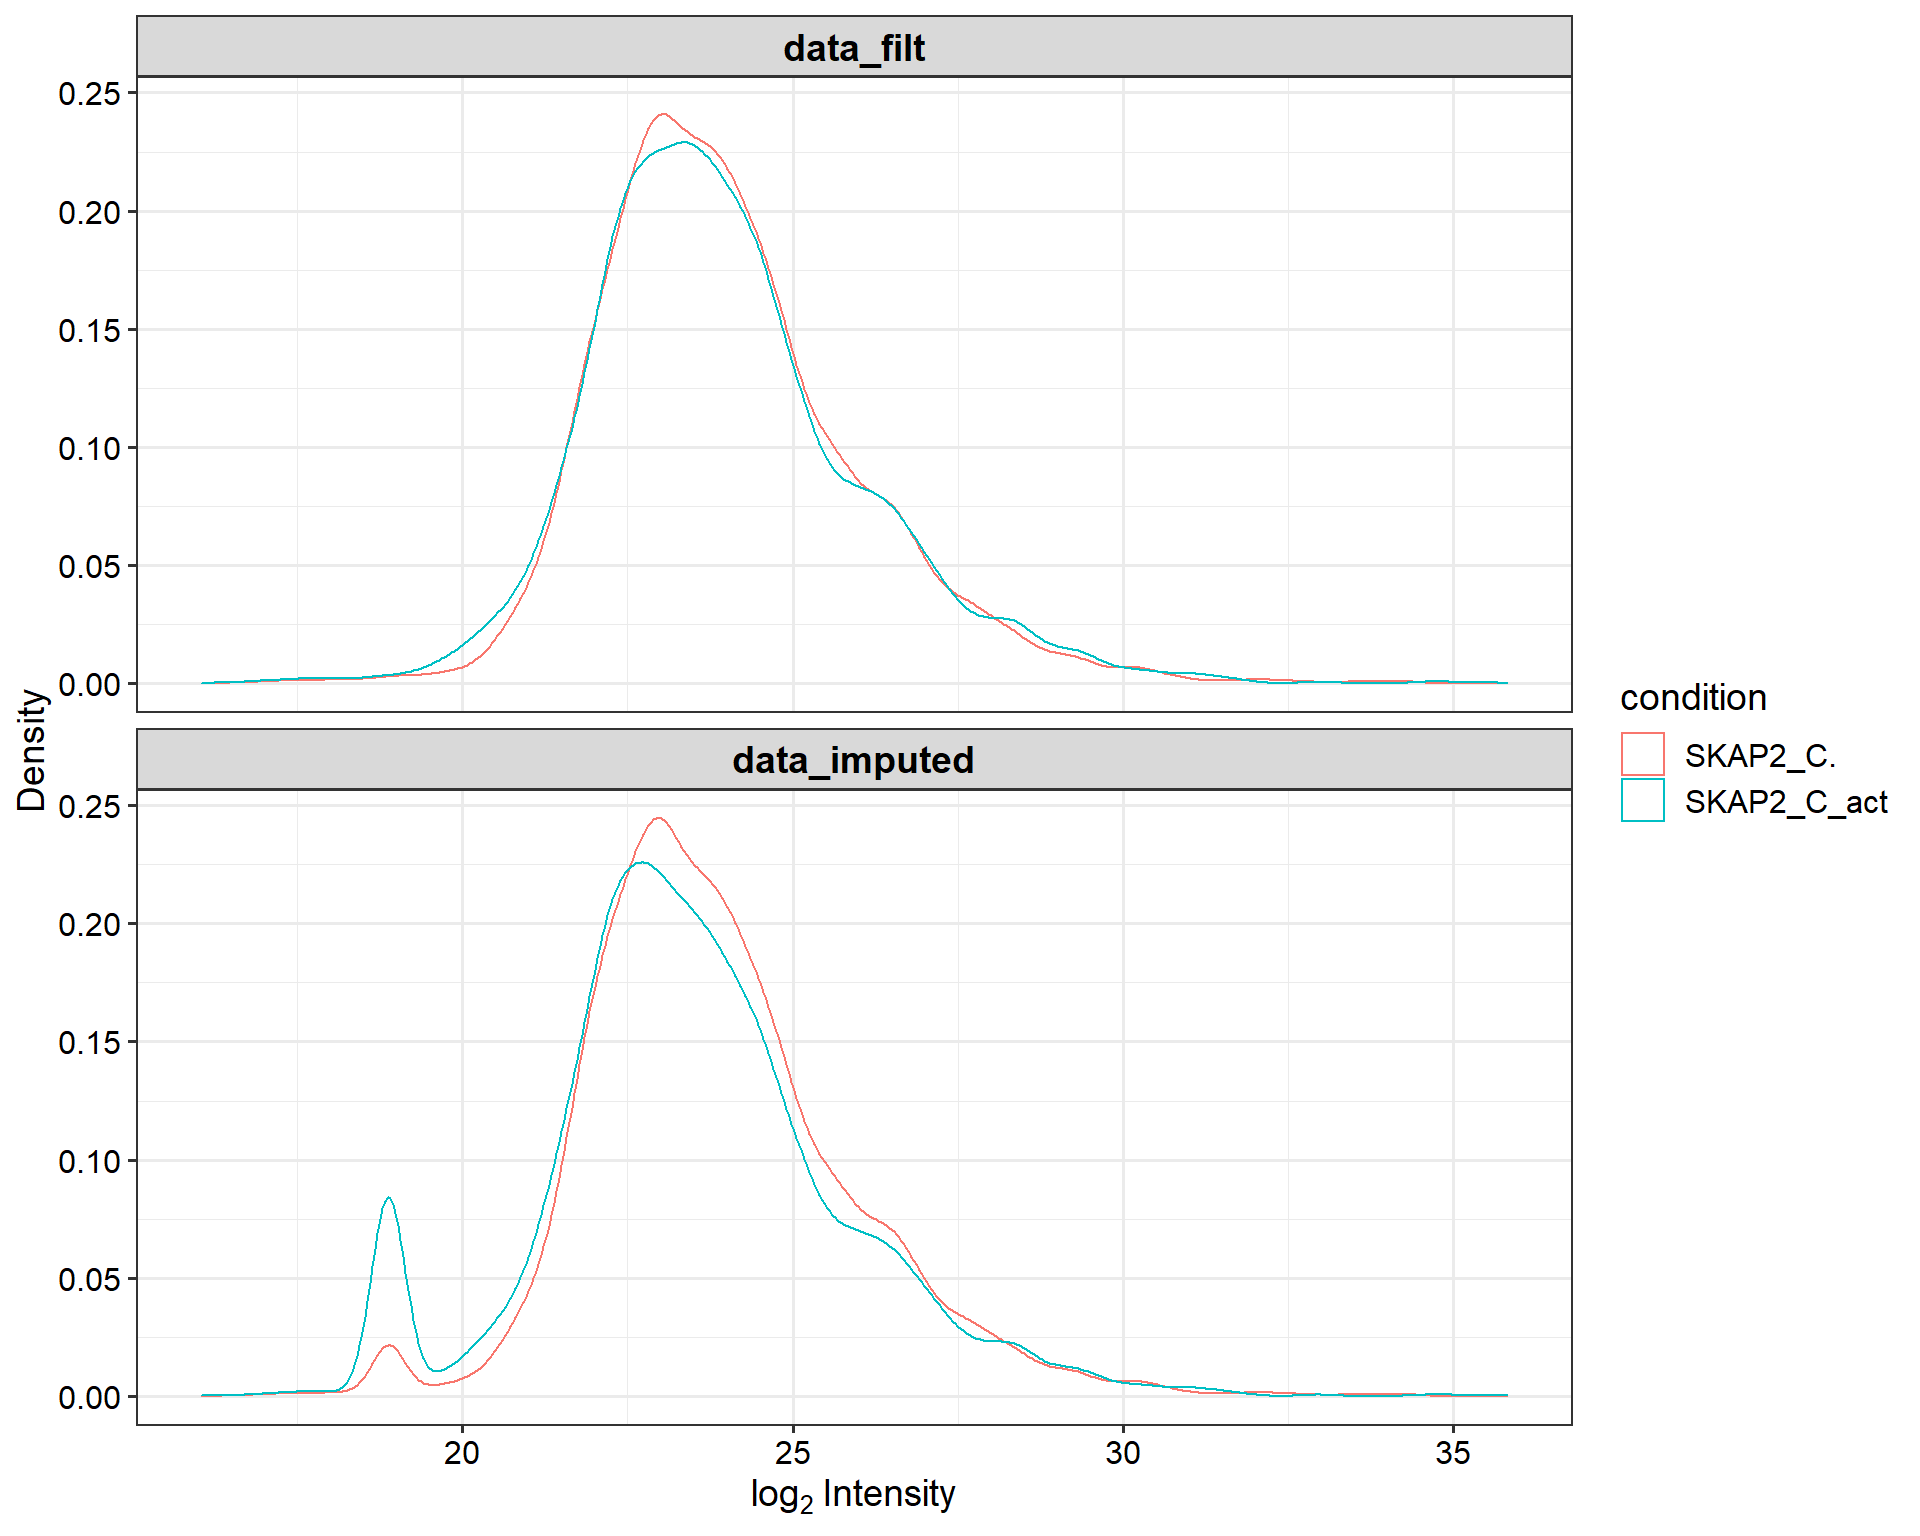 data_filt
0.25
0.20
0.15
0.10
0.05
0.00
data_imputed
0.25
0.20
0.15
0.10
0.05
0.00
20 25 30 35
log₂ Intensity
Density
condition
SKAP2_C.
SKAP2_C_act